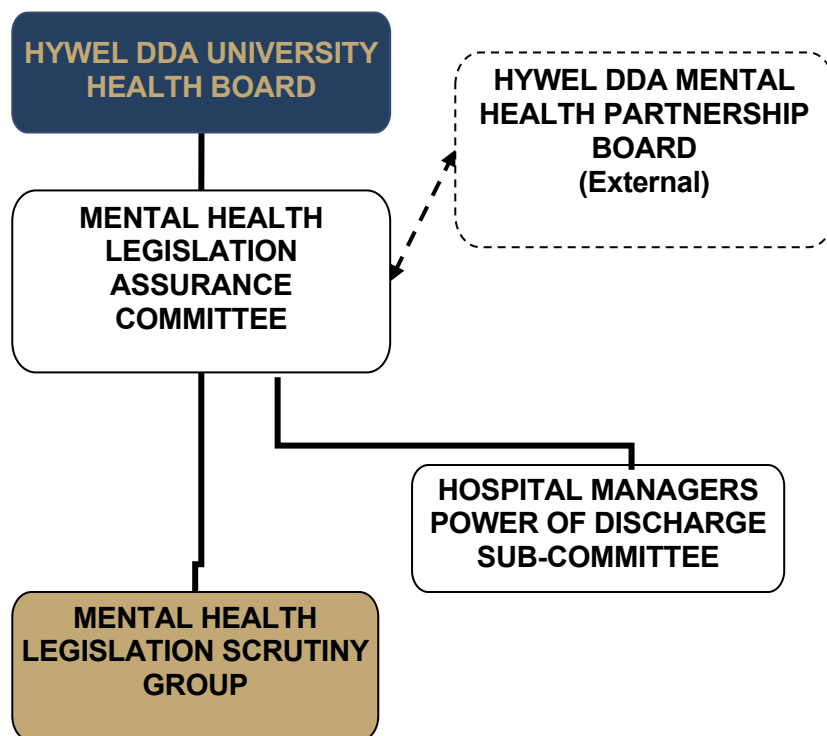 HYWEL DDA UNIVERSITY
HEALTH BOARD
HYWEL DDA MENTAL
HEALTH PARTNERSHIP
BOARD
(External)
MENTAL HEALTH
LEGISLATION
ASSURANCE
COMMITTEE
HOSPITAL MANAGERS
POWER OF DISCHARGE
SUB-COMMITTEE
MENTAL HEALTH
LEGISLATION SCRUTINY
GROUP